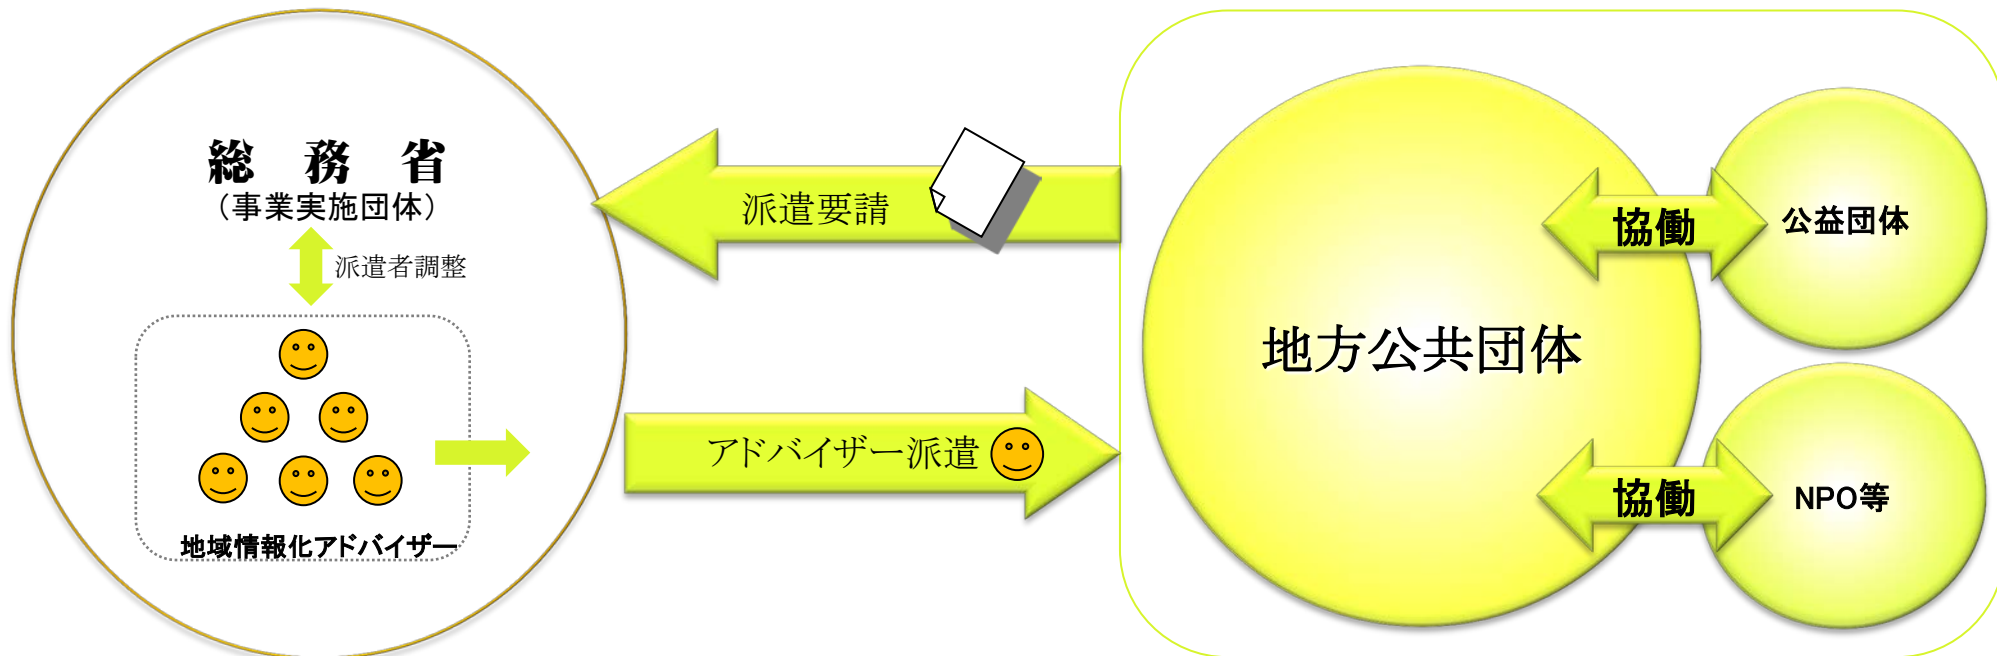 総務省
（事業実施団体）
派遣者調整
地域情報化アドバイザー
派遣要請
アドバイザー派遣
地方公共団体
協働
公益団体
協働
NPO等